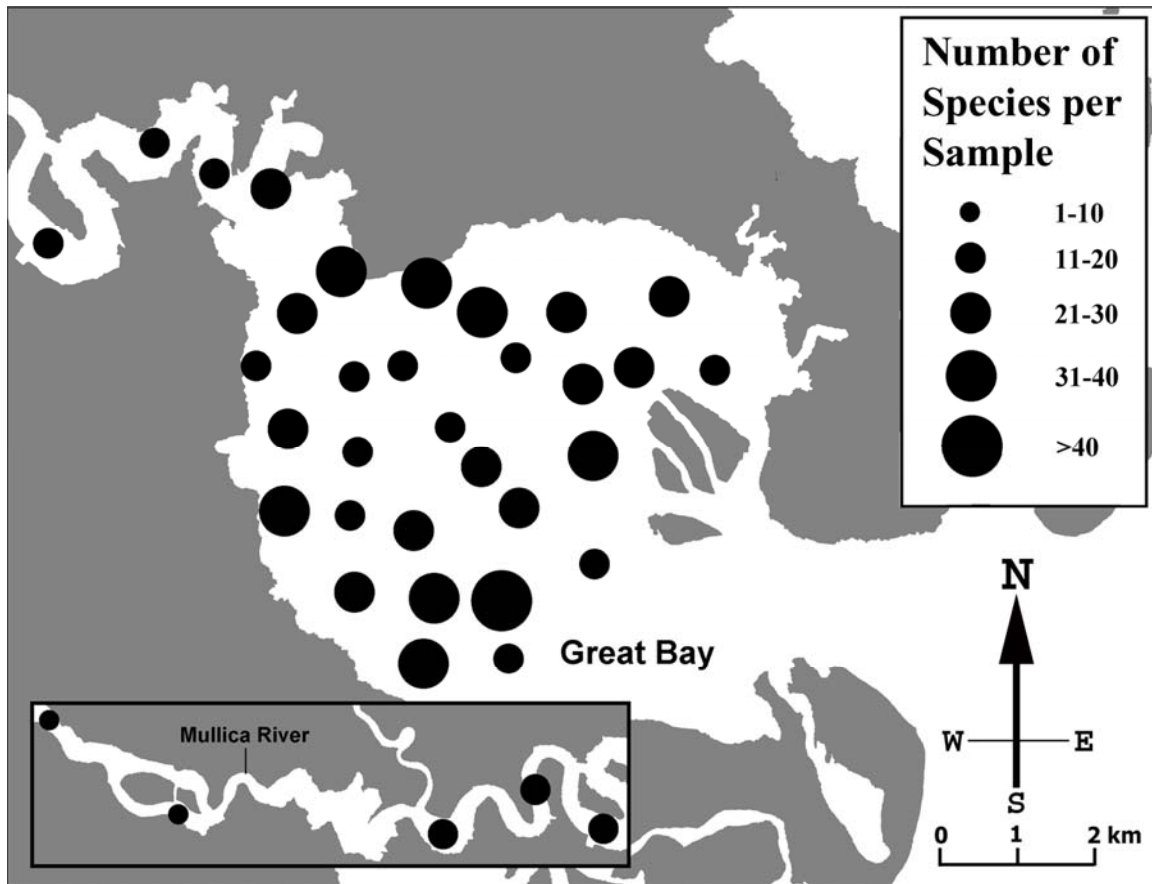 Number of
Species per
Sample
1-10
11-20
21-30
31-40
>40
Great Bay
Mullica River
N
W E
S
0 1 2 km